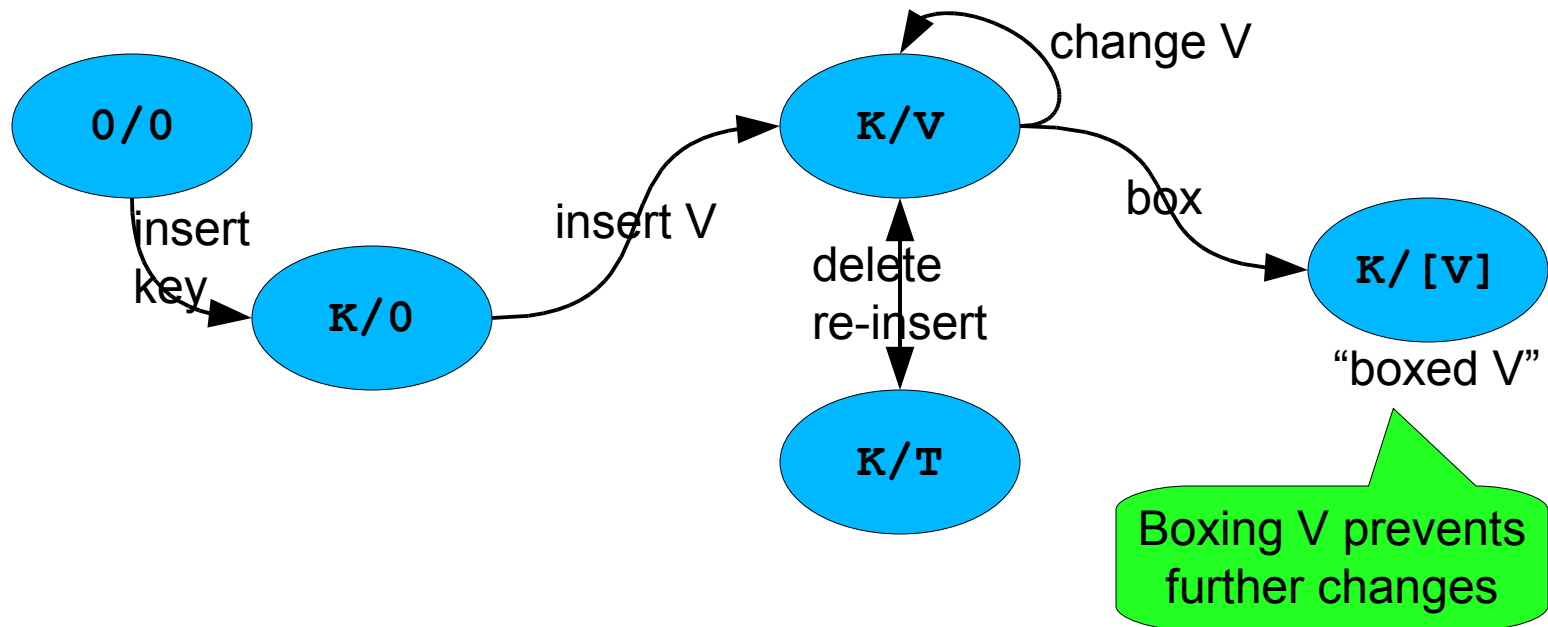 change V
0/0
K/V
box
insert
key
insert V
delete
re-insert
K/[V]
K/0
"boxed V"
K/T
Boxing V prevents
further changes